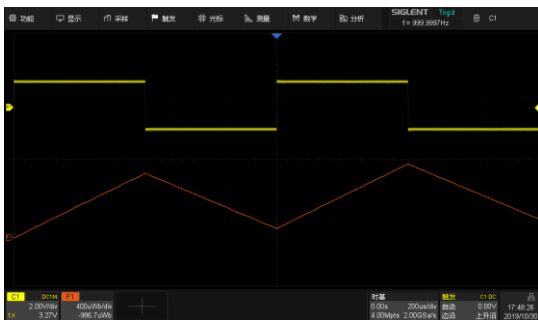 功能 显示 采样 触发 光标 测量 数学 分析 SIGLENT Trig'd C1
f = 999.9997Hz
C1 DC1M F1 时基 触发 C1 DC
2.00V/div 400uWb/div 0.00s 200us/div 自动 0.00V 17:48:25
1X 3.27V -986.7uWb 4.00Mpts 2.00GSa/s 边沿 上升沿 2019/10/30